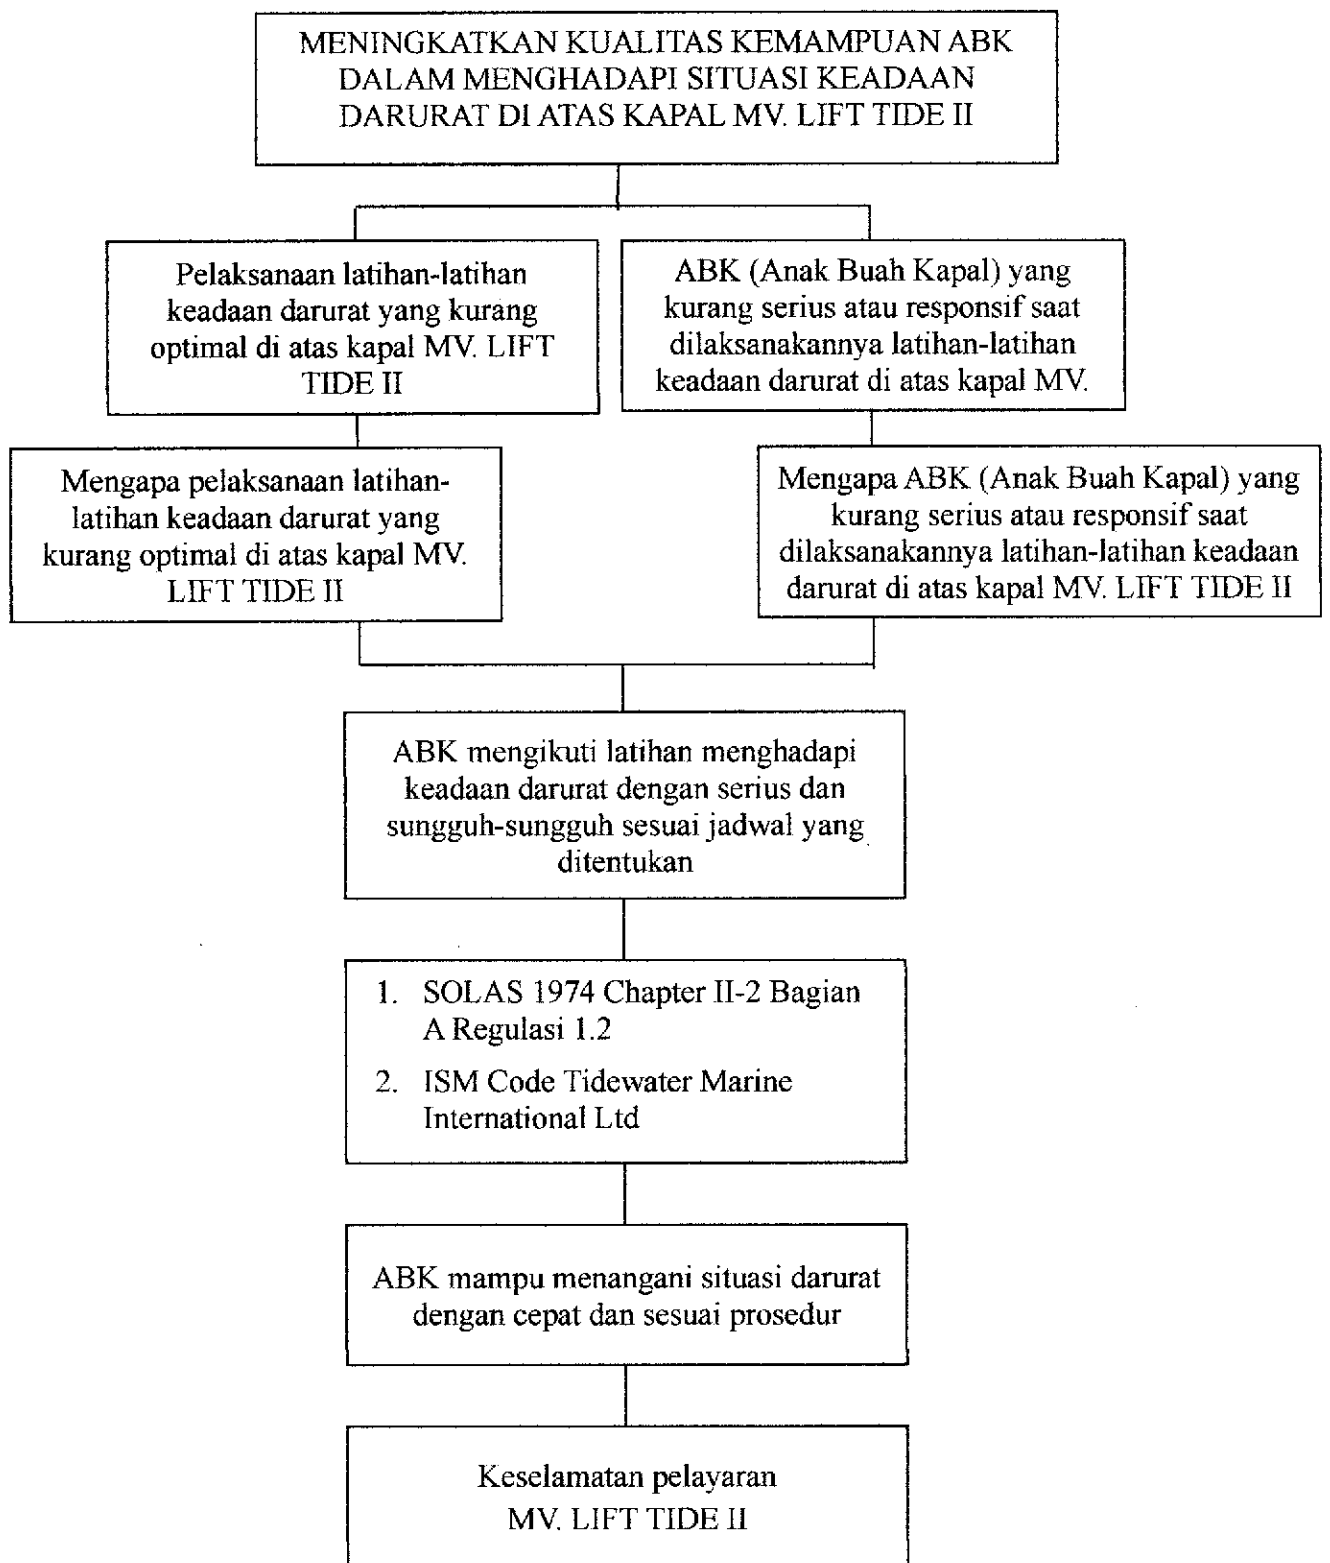 MENINGKATKAN KUALITAS KEMAMPUAN ABK
DALAM MENGHADAPI SITUASI KEADAAN
DARURAT DI ATAS KAPAL MV. LIFT TIDE II
Pelaksanaan latihan-latihan
keadaan darurat yang kurang
optimal di atas kapal MV. LIFT
TIDE II
ABK (Anak Buah Kapal) yang
kurang serius atau responsif saat
dilaksanakannya latihan-latihan
keadaan darurat di atas kapal MV.
Mengapa pelaksanaan latihan-
latihan keadaan darurat yang
kurang optimal di atas kapal MV.
LIFT TIDE II
Mengapa ABK (Anak Buah Kapal) yang
kurang serius atau responsif saat
dilaksanakannya latihan-latihan keadaan
darurat di atas kapal MV. LIFT TIDE II
ABK mengikuti latihan menghadapi
keadaan darurat dengan serius dan
sungguh-sungguh sesuai jadwal yang
ditentukan
1. SOLAS 1974 Chapter II-2 Bagian
A Regulasi 1.2
2. ISM Code Tidewater Marine
International Ltd
ABK mampu menangani situasi darurat
dengan cepat dan sesuai prosedur
Keselamatan pelayaran
MV. LIFT TIDE II